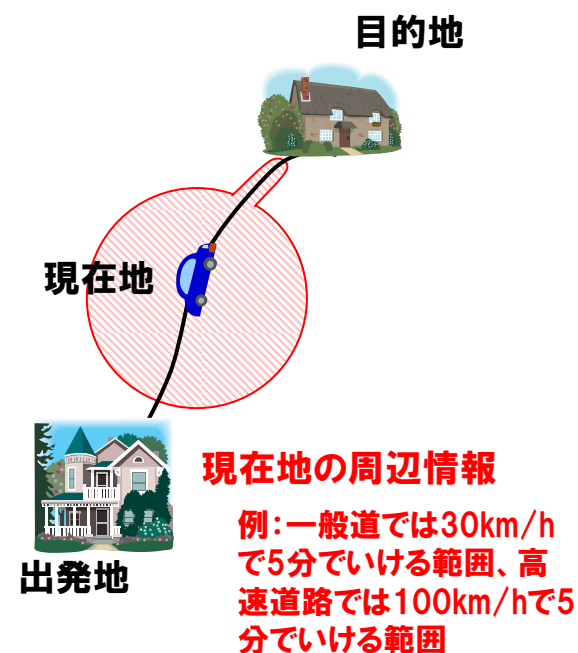 目的地
現在地
出発地
現在地の周辺情報
例：一般道では30km/h
で5分でいける範囲、高
速道路では100km/hで5
分でいける範囲